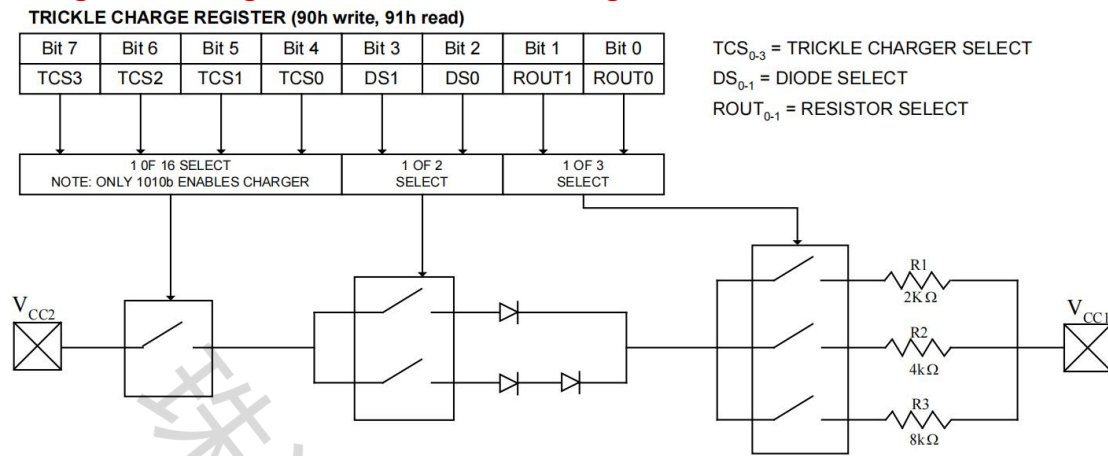 TRICKLE CHARGE REGISTER (90h write, 91h read)
Bit 7 Bit 6 Bit 5 Bit 4 Bit 3 Bit 2 Bit 1 Bit 0
TCS3 TCS2 TCS1 TCS0 DS1 DS0 ROUT1 ROUT0
TCS0-3 = TRICKLE CHARGER SELECT
DS0-1 = DIODE SELECT
ROUT0-1 = RESISTOR SELECT
1 0F 16 SELECT
NOTE: ONLY 1010b ENABLES CHARGER
1 OF 2
SELECT
1 OF 3
SELECT
VCC2
R1
2KΩ
R2
4kΩ
R3
8kΩ
VCC1
珠